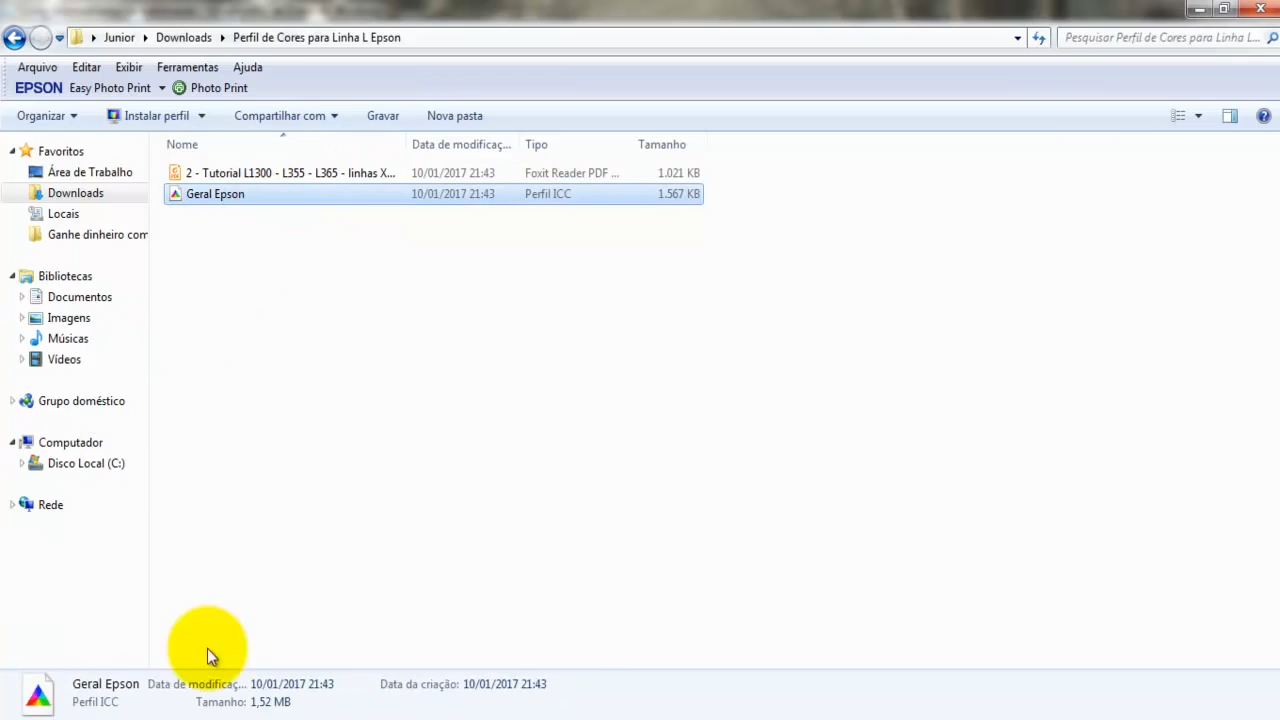 Junior ▸ Downloads ▸ Perfil de Cores para Linha L Epson
Pesquisar Perfil de Cores para Linha L...
Arquivo Editar Exibir Ferramentas Ajuda
EPSON Easy Photo Print Photo Print
Organizar Instalar perfil Compartilhar com Gravar Nova pasta
Nome Data de modificaç... Tipo Tamanho
2 - Tutorial L1300 - L355 - L365 - linhas X... 10/01/2017 21:43 Foxit Reader PDF ... 1.021 KB
Geral Epson 10/01/2017 21:43 Perfil ICC 1.567 KB
Favoritos
Área de Trabalho
Downloads
Locais
Ganhe dinheiro com
Bibliotecas
Documentos
Imagens
Músicas
Vídeos
Grupo doméstico
Computador
Disco Local (C:)
Rede
Geral Epson Data de modificaç... 10/01/2017 21:43 Data da criação: 10/01/2017 21:43
Perfil ICC Tamanho: 1,52 MB